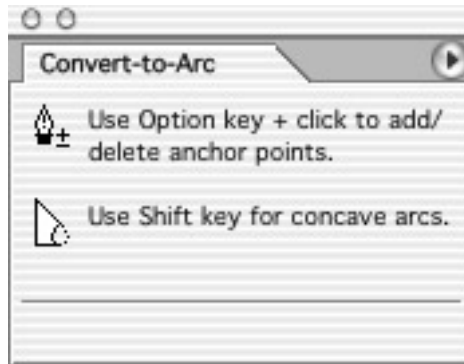 Convert-to-Arc
Use Option key + click to add/
delete anchor points.
Use Shift key for concave arcs.